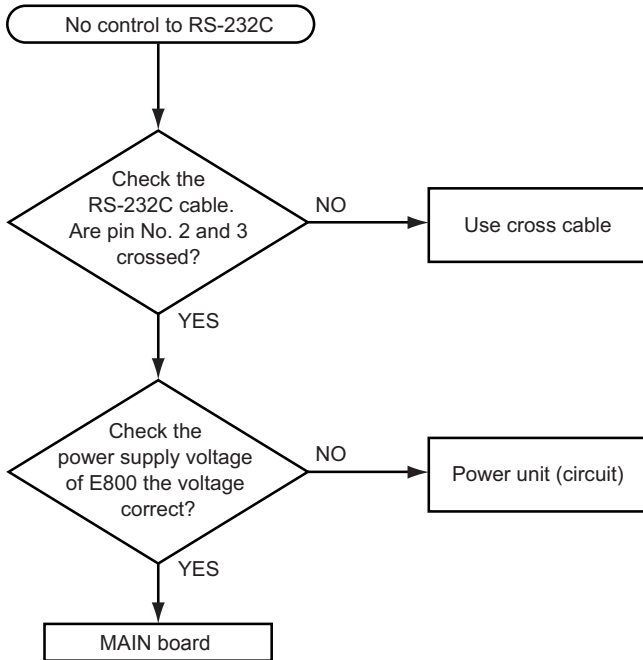 No control to RS-232C
Check the
RS-232C cable.
Are pin No. 2 and 3
crossed?
NO
Use cross cable
YES
Check the
power supply voltage
of E800 the voltage
correct?
NO
Power unit (circuit)
YES
MAIN board